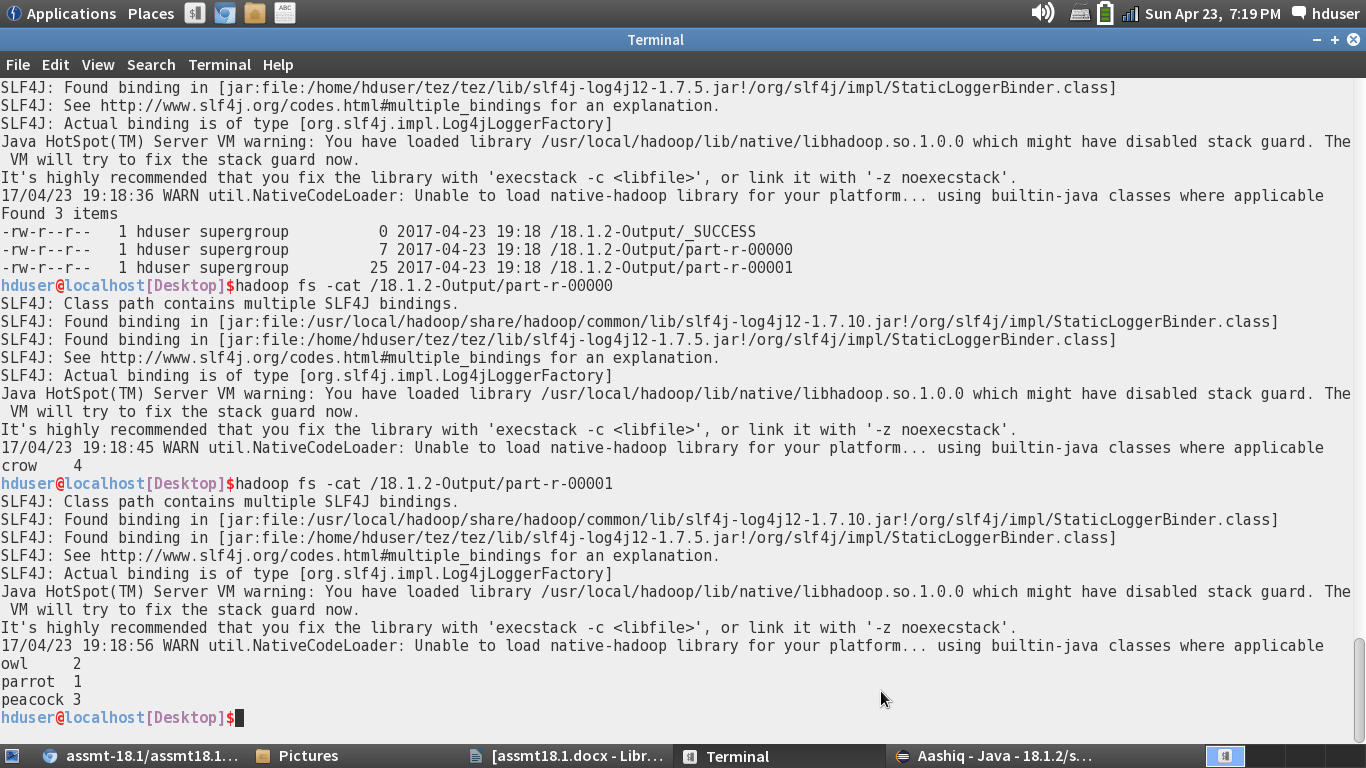 Applications Places ABC Sun Apr 23, 7:19 PM hduser
Terminal
File Edit View Search Terminal Help
SLF4J: Found binding in [jar:file:/home/hduser/tez/tez/lib/slf4j-log4j12-1.7.5.jar!/org/slf4j/impl/StaticLoggerBinder.class]
SLF4J: See http://www.slf4j.org/codes.html#multiple_bindings for an explanation.
SLF4J: Actual binding is of type [org.slf4j.impl.Log4jLoggerFactory]
Java HotSpot(TM) Server VM warning: You have loaded library /usr/local/hadoop/lib/native/libhadoop.so.1.0.0 which might have disabled stack guard. The
 VM will try to fix the stack guard now.
It's highly recommended that you fix the library with 'execstack -c <libfile>', or link it with '-z noexecstack'.
17/04/23 19:18:36 WARN util.NativeCodeLoader: Unable to load native-hadoop library for your platform... using builtin-java classes where applicable
Found 3 items
-rw-r--r--   1 hduser supergroup          0 2017-04-23 19:18 /18.1.2-Output/_SUCCESS
-rw-r--r--   1 hduser supergroup          7 2017-04-23 19:18 /18.1.2-Output/part-r-00000
-rw-r--r--   1 hduser supergroup         25 2017-04-23 19:18 /18.1.2-Output/part-r-00001
hduser@localhost[Desktop]$hadoop fs -cat /18.1.2-Output/part-r-00000
SLF4J: Class path contains multiple SLF4J bindings.
SLF4J: Found binding in [jar:file:/usr/local/hadoop/share/hadoop/common/lib/slf4j-log4j12-1.7.10.jar!/org/slf4j/impl/StaticLoggerBinder.class]
SLF4J: Found binding in [jar:file:/home/hduser/tez/tez/lib/slf4j-log4j12-1.7.5.jar!/org/slf4j/impl/StaticLoggerBinder.class]
SLF4J: See http://www.slf4j.org/codes.html#multiple_bindings for an explanation.
SLF4J: Actual binding is of type [org.slf4j.impl.Log4jLoggerFactory]
Java HotSpot(TM) Server VM warning: You have loaded library /usr/local/hadoop/lib/native/libhadoop.so.1.0.0 which might have disabled stack guard. The
 VM will try to fix the stack guard now.
It's highly recommended that you fix the library with 'execstack -c <libfile>', or link it with '-z noexecstack'.
17/04/23 19:18:45 WARN util.NativeCodeLoader: Unable to load native-hadoop library for your platform... using builtin-java classes where applicable
crow    4
hduser@localhost[Desktop]$hadoop fs -cat /18.1.2-Output/part-r-00001
SLF4J: Class path contains multiple SLF4J bindings.
SLF4J: Found binding in [jar:file:/usr/local/hadoop/share/hadoop/common/lib/slf4j-log4j12-1.7.10.jar!/org/slf4j/impl/StaticLoggerBinder.class]
SLF4J: Found binding in [jar:file:/home/hduser/tez/tez/lib/slf4j-log4j12-1.7.5.jar!/org/slf4j/impl/StaticLoggerBinder.class]
SLF4J: See http://www.slf4j.org/codes.html#multiple_bindings for an explanation.
SLF4J: Actual binding is of type [org.slf4j.impl.Log4jLoggerFactory]
Java HotSpot(TM) Server VM warning: You have loaded library /usr/local/hadoop/lib/native/libhadoop.so.1.0.0 which might have disabled stack guard. The
 VM will try to fix the stack guard now.
It's highly recommended that you fix the library with 'execstack -c <libfile>', or link it with '-z noexecstack'.
17/04/23 19:18:56 WARN util.NativeCodeLoader: Unable to load native-hadoop library for your platform... using builtin-java classes where applicable
owl     2
parrot  1
peacock 3
hduser@localhost[Desktop]$
assmt-18.1/assmt18.1... Pictures [assmt18.1.docx - Libr... Terminal Aashiq - Java - 18.1.2/s...